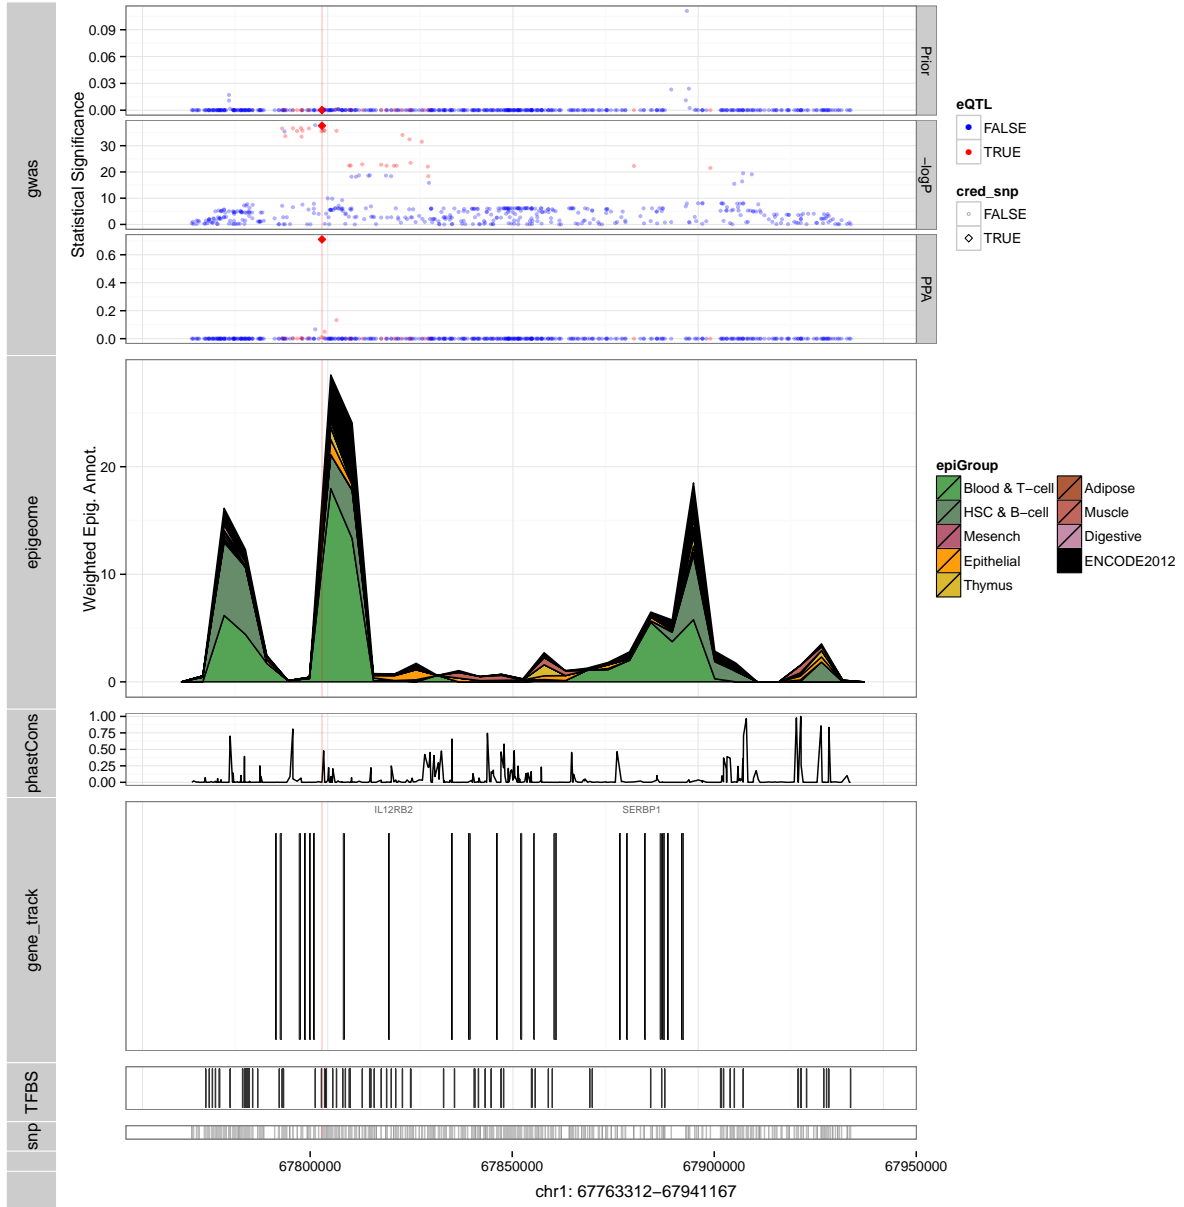 gwas
Statistical Significance
0.09
0.06
0.03
0.00
Prior
30
20
10
0
−logP
0.6
0.4
0.2
0.0
PPA
eQTL
FALSE
TRUE
cred_snp
FALSE
TRUE
epigeome
Weighted Epig. Annot.
20
10
0
epiGroup
Blood & T−cell
HSC & B−cell
Mesench
Epithelial
Thymus
Adipose
Muscle
Digestive
ENCODE2012
phastCons
1.00
0.75
0.50
0.25
0.00
gene_track
IL12RB2
SERBP1
TFBS
snp
67800000
67850000
67900000
67950000
chr1: 67763312−67941167